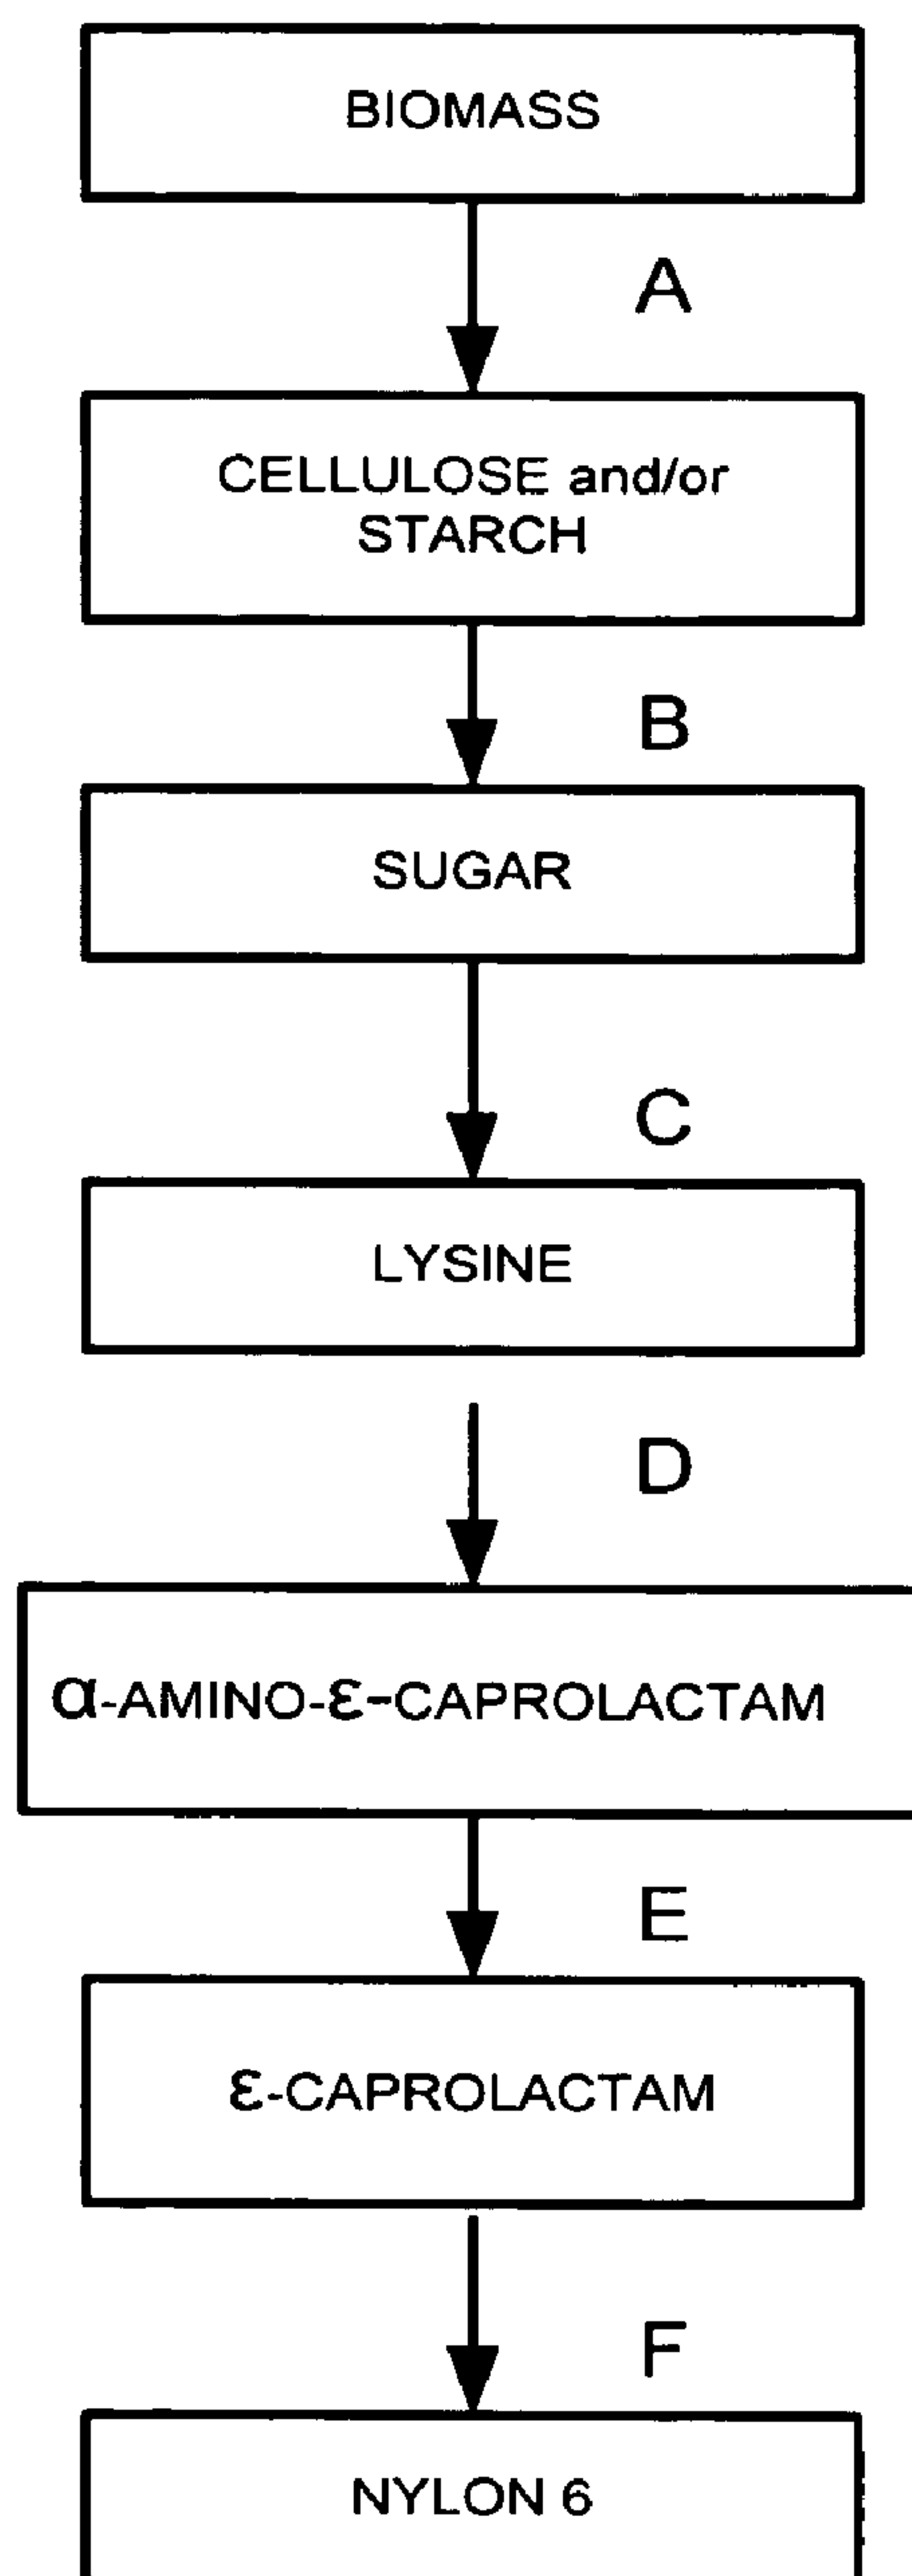 BIOMASS
A
CELLULOSE and/or
STARCH
B
SUGAR
C
LYSINE
D
α-AMINO-ε-CAPROLACTAM
E
ε-CAPROLACTAM
F
NYLON 6